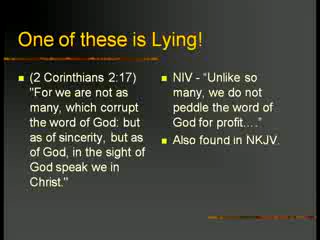 One of these is Lying!
(2 Corinthians 2:17)
"For we are not as
many, which corrupt
the word of God: but
as of sincerity, but as
of God, in the sight of
God speak we in
Christ."
NIV - “Unlike so
many, we do not
peddle the word of
God for profit….”
Also found in NKJV.